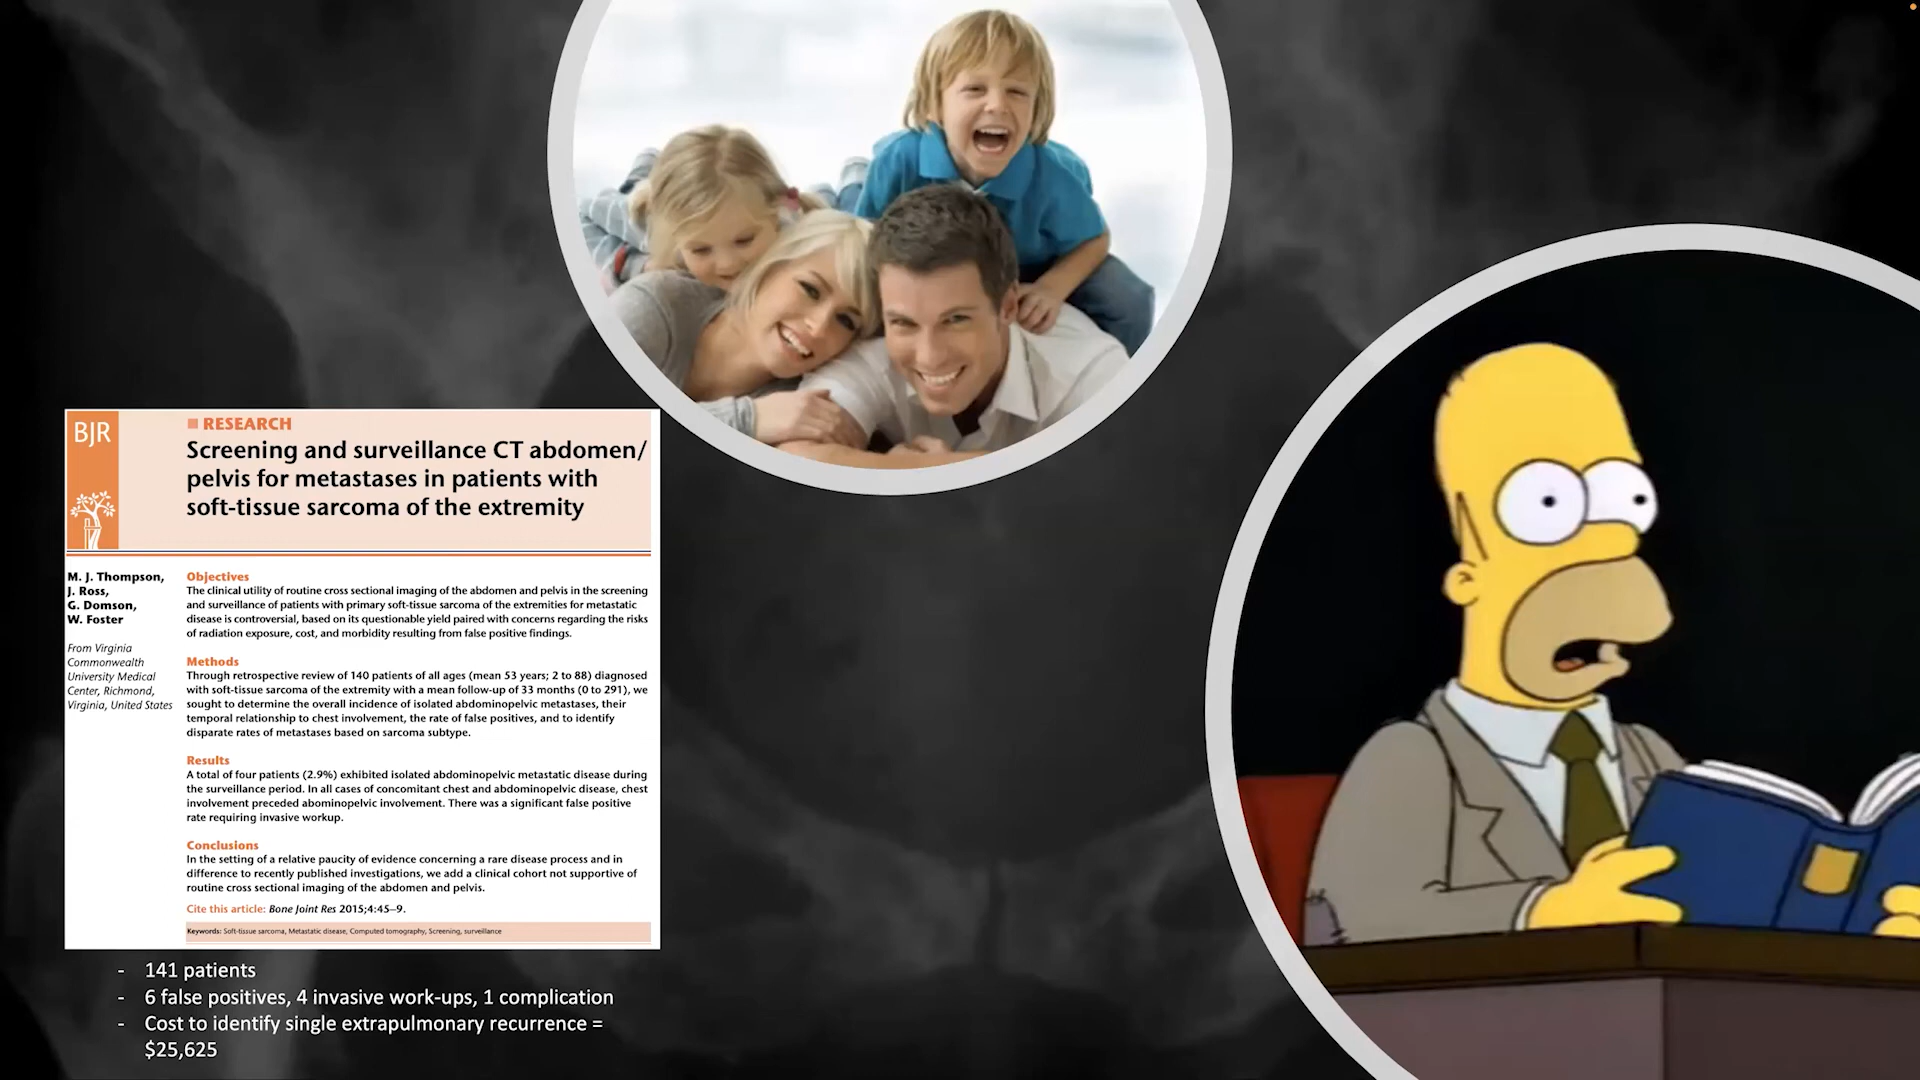 BJR
■ RESEARCH
Screening and surveillance CT abdomen/
pelvis for metastases in patients with
soft-tissue sarcoma of the extremity
M. J. Thompson,
J. Ross,
G. Domson,
W. Foster
From Virginia
Commonwealth
University Medical
Center, Richmond,
Virginia, United States
Objectives
The clinical utility of routine cross sectional imaging of the abdomen and pelvis in the screening
and surveillance of patients with primary soft-tissue sarcoma of the extremities for metastatic
disease is controversial, based on its questionable yield paired with concerns regarding the risks
of radiation exposure, cost, and morbidity resulting from false positive findings.
Methods
Through retrospective review of 140 patients of all ages (mean 53 years; 2 to 88) diagnosed
with soft-tissue sarcoma of the extremity with a mean follow-up of 33 months (0 to 291), we
sought to determine the overall incidence of isolated abdominopelvic metastases, their
temporal relationship to chest involvement, the rate of false positives, and to identify
disparate rates of metastases based on sarcoma subtype.
Results
A total of four patients (2.9%) exhibited isolated abdominopelvic metastatic disease during
the surveillance period. In all cases of concomitant chest and abdominopelvic disease, chest
involvement preceded abominopelvic involvement. There was a significant false positive
rate requiring invasive workup.
Conclusions
In the setting of a relative paucity of evidence concerning a rare disease process and in
difference to recently published investigations, we add a clinical cohort not supportive of
routine cross sectional imaging of the abdomen and pelvis.
Cite this article: Bone Joint Res 2015;4:45–9.
Keywords: Soft-tissue sarcoma, Metastatic disease, Computed tomography, Screening, surveillance
- 141 patients
- 6 false positives, 4 invasive work-ups, 1 complication
- Cost to identify single extrapulmonary recurrence =
$25,625